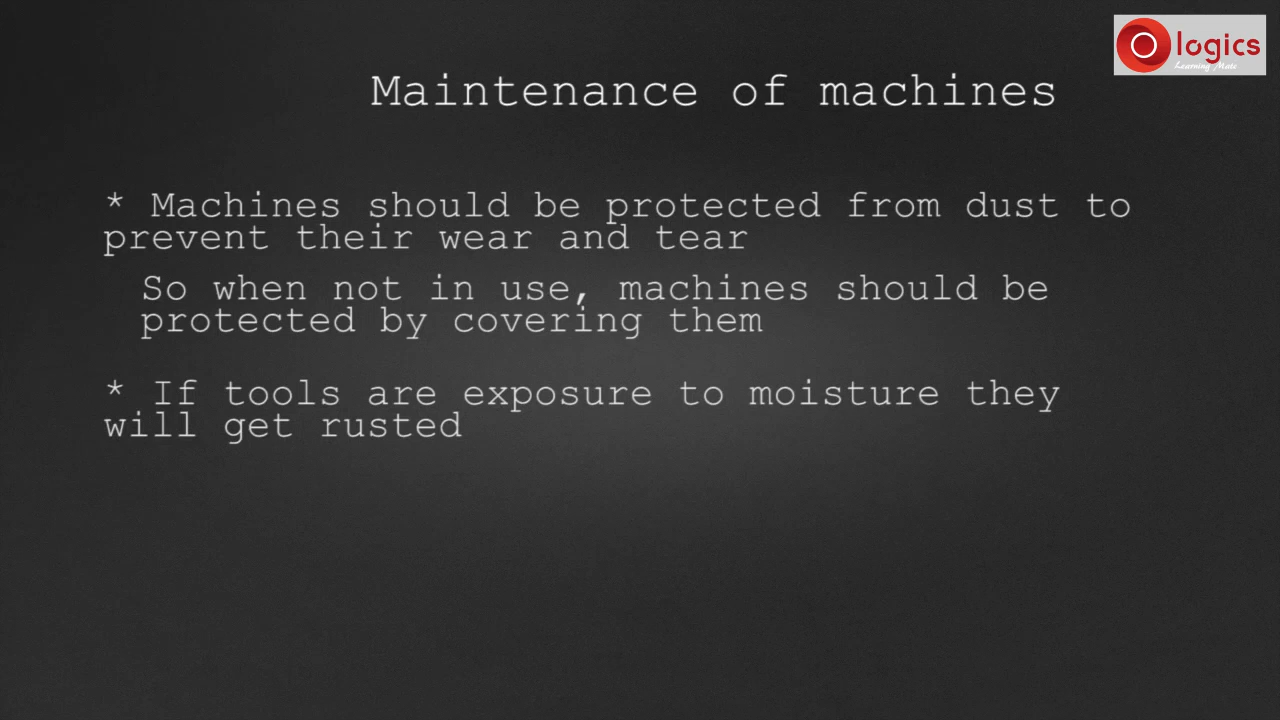 logics
Learning Mate
Maintenance of machines
* Machines should be protected from dust to
prevent their wear and tear
So when not in use, machines should be
protected by covering them
* If tools are exposure to moisture they
will get rusted